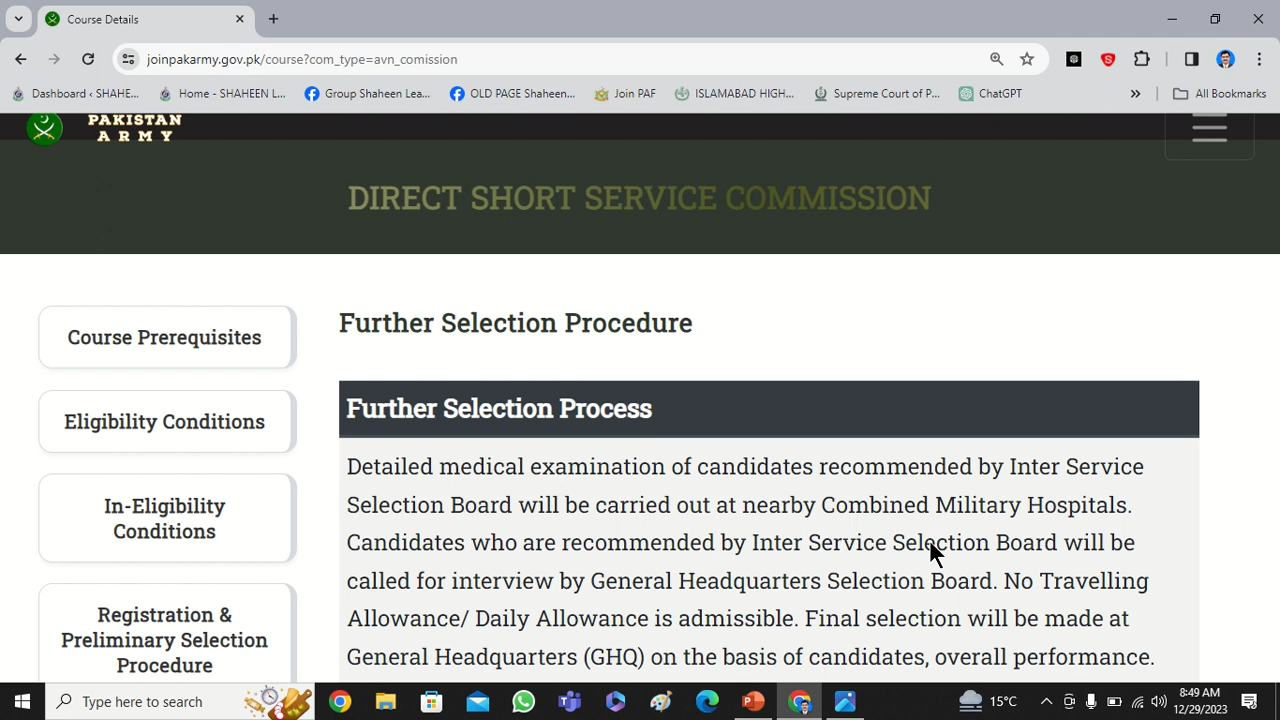 Course Details
joinpakarmy.gov.pk/course?com_type=avn_comission
Dashboard ‹ SHAHE...
Home - SHAHEEN L...
Group Shaheen Lea...
OLD PAGE Shaheen...
Join PAF
ISLAMABAD HIGH...
Supreme Court of P...
ChatGPT
All Bookmarks
PAKISTAN
ARMY
DIRECT SHORT SERVICE COMMISSION
Course Prerequisites
Eligibility Conditions
In-Eligibility
Conditions
Registration &
Preliminary Selection
Procedure
Further Selection Procedure
Further Selection Process
Detailed medical examination of candidates recommended by Inter Service
Selection Board will be carried out at nearby Combined Military Hospitals.
Candidates who are recommended by Inter Service Selection Board will be
called for interview by General Headquarters Selection Board. No Travelling
Allowance/ Daily Allowance is admissible. Final selection will be made at
General Headquarters (GHQ) on the basis of candidates, overall performance.
Type here to search
15°C
8:49 AM
12/29/2023